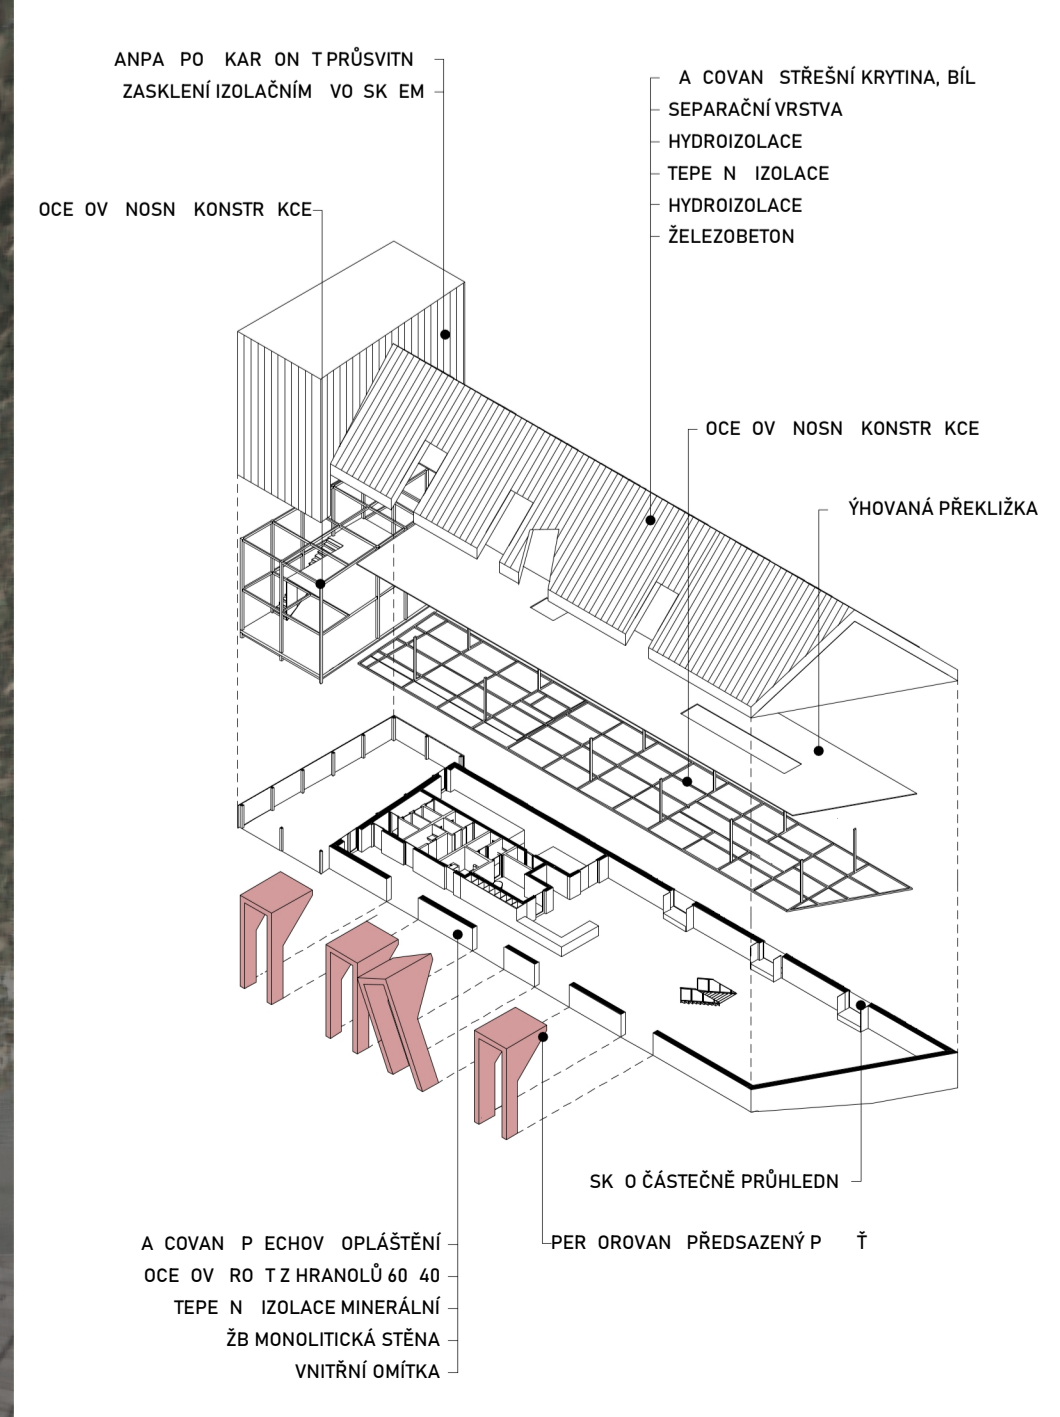 ANPA PO KAR ON T PRŮSVITN
ZASKLENÍ IZOLAČNÍM VO SK EM
A COVAN STŘEŠNÍ KRYTINA, BÍL
SEPARAČNÍ VRSTVA
HYDROIZOLACE
TEPE N IZOLACE
HYDROIZOLACE
ŽELEZOBETON
OCE OV NOSN KONSTR KCE
OCE OV NOSN KONSTR KCE
ÝHOVANÁ PŘEKLIŽKA
SK O ČÁSTEČNĚ PRŮHLEDN
PER OROVAN PŘEDSAZENÝ P Ť
A COVAN P ECHOV OPLÁŠTĚNÍ
OCE OV RO T Z HRANOLŮ 60 40
TEPE N IZOLACE MINERÁLNÍ
ŽB MONOLITICKÁ STĚNA
VNITŘNÍ OMÍTKA